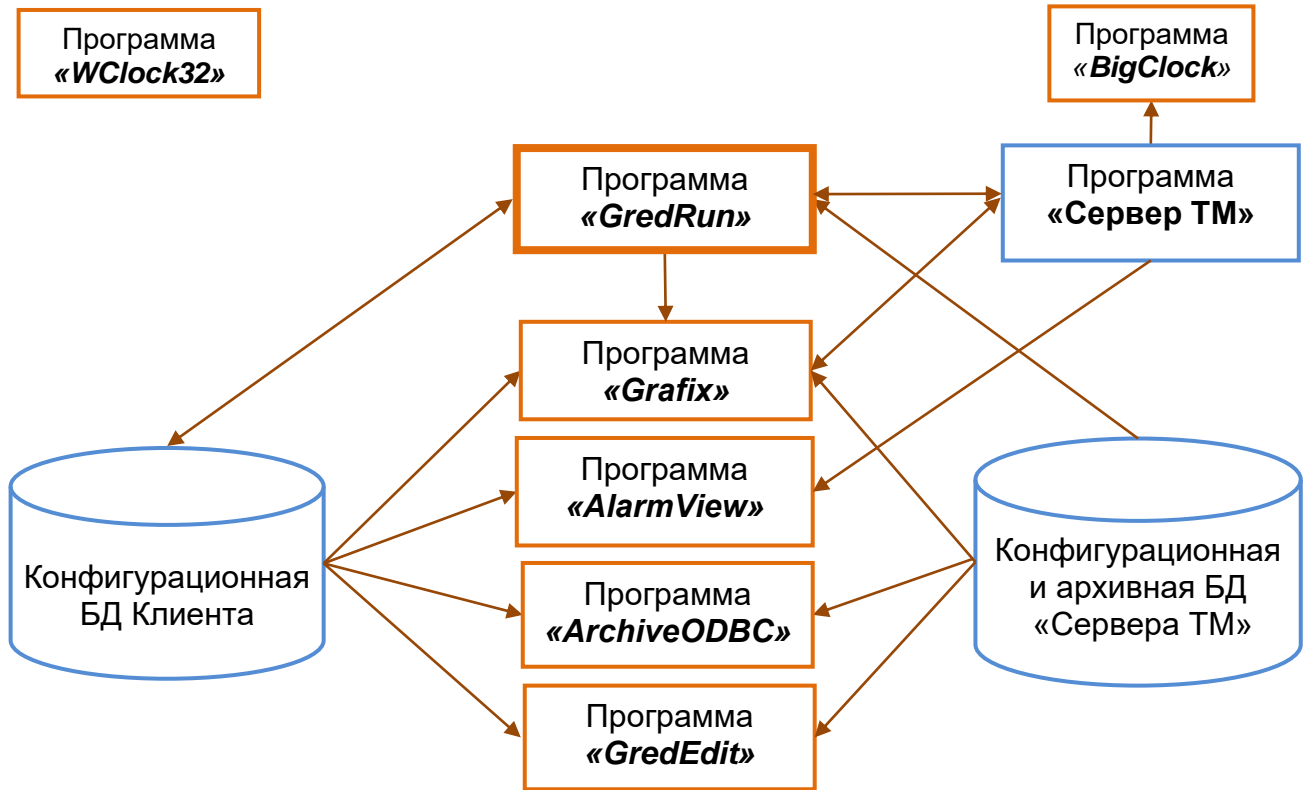 Программа
«WClock32»
Программа
«BigClock»
Программа
«GredRun»
Программа
«Сервер ТМ»
Программа
«Grafix»
Программа
«AlarmView»
Конфигурационная
БД Клиента
Программа
«ArchiveODBC»
Конфигурационная
и архивная БД
«Сервера ТМ»
Программа
«GredEdit»